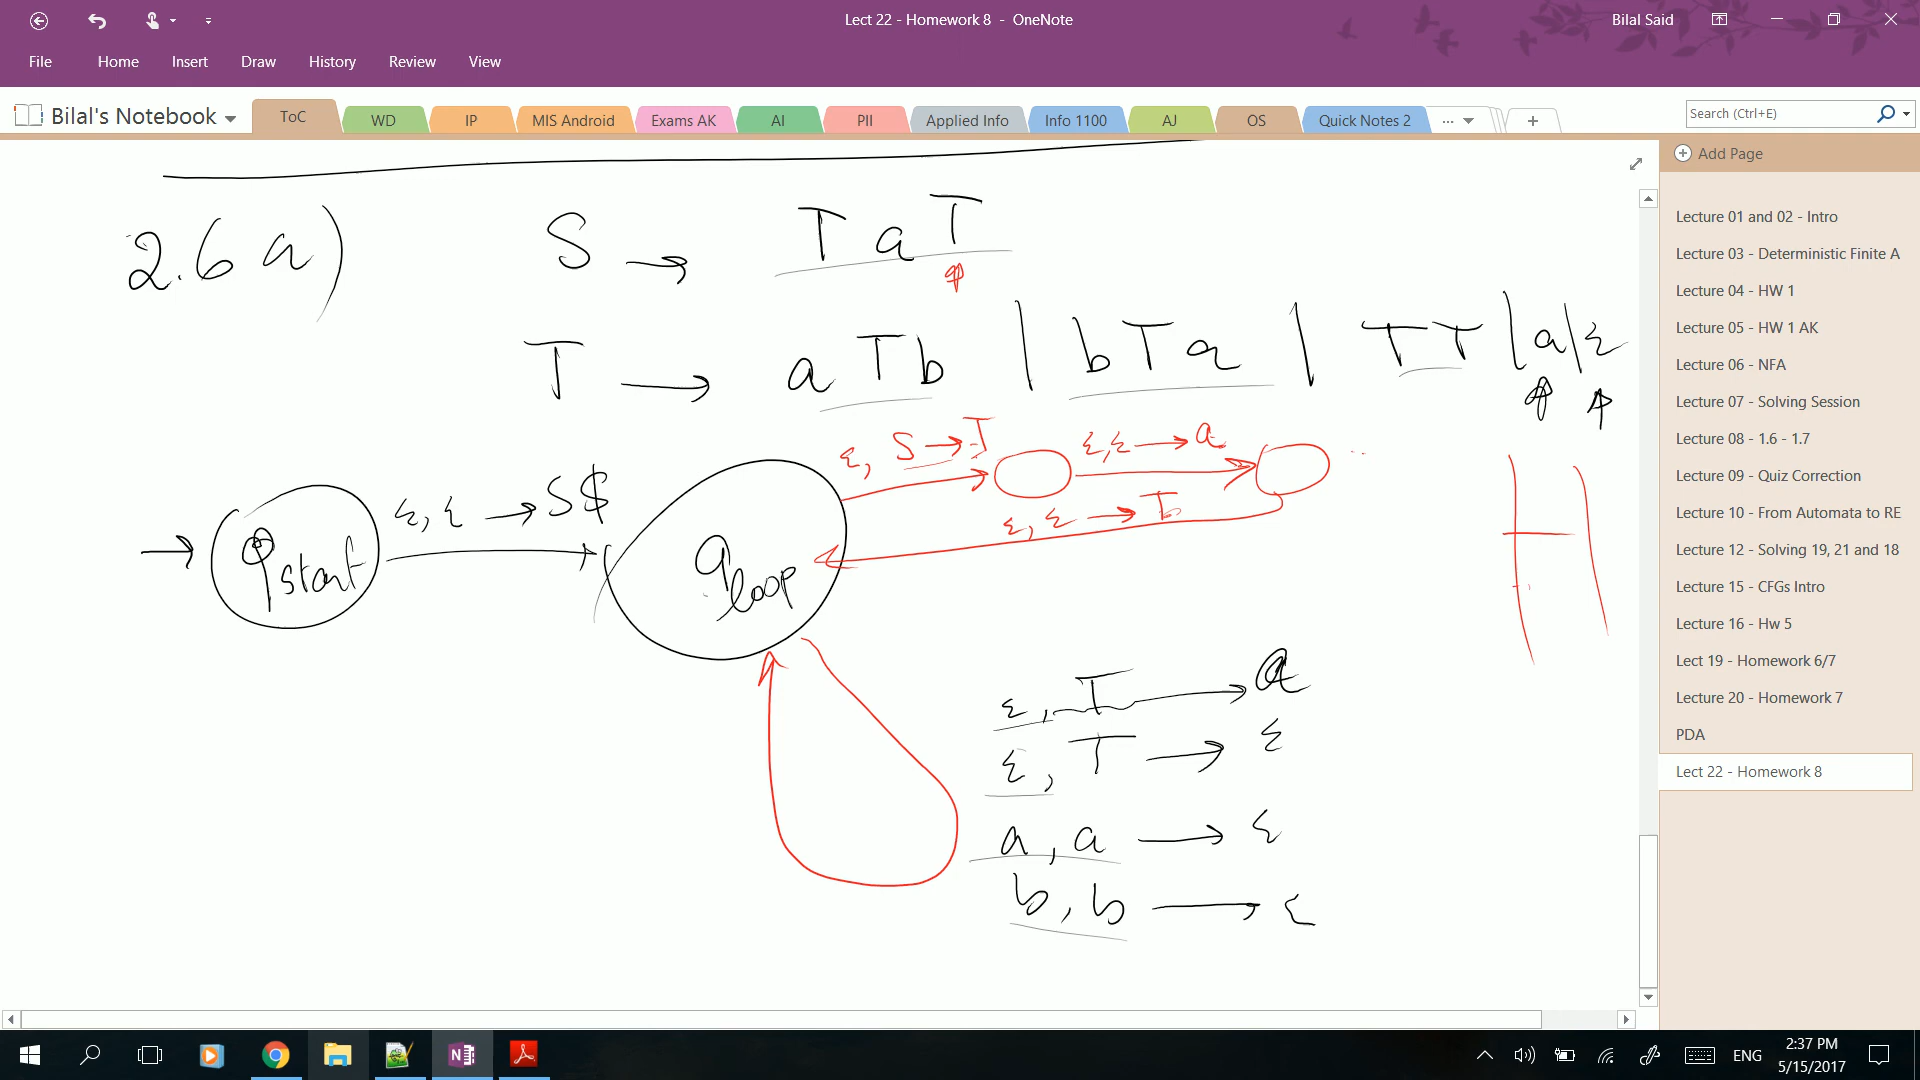 Lect 22 - Homework 8 - OneNote
Bilal Said
File Home Insert Draw History Review View
Bilal's Notebook
ToC WD IP MIS Android Exams AK AI PII Applied Info Info 1100 AJ OS Quick Notes 2 ...
Search (Ctrl+E)
Add Page
Lecture 01 and 02 - Intro
Lecture 03 - Deterministic Finite A
Lecture 04 - HW 1
Lecture 05 - HW 1 AK
Lecture 06 - NFA
Lecture 07 - Solving Session
Lecture 08 - 1.6 - 1.7
Lecture 09 - Quiz Correction
Lecture 10 - From Automata to RE
Lecture 12 - Solving 19, 21 and 18
Lecture 15 - CFGs Intro
Lecture 16 - Hw 5
Lect 19 - Homework 6/7
Lecture 20 - Homework 7
PDA
Lect 22 - Homework 8
2.6 a) S → T a T
T → a T b | b T a | T T | a | ε
ε, S → T
ε, ε → a
ε, ε → S$
ε, ε → T
q start
q loop
ε, T → a
ε, T → ε
a, a → ε
b, b → ε
ENG
2:37 PM
5/15/2017